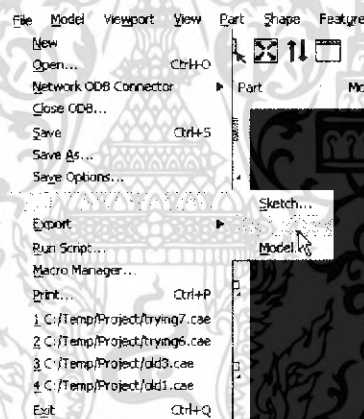 File Model Viewport View Part Shape Feature
New
Open... Ctrl+O
Network ODB Connector Part Mo
Close ODB...
Save Ctrl+S
Save As...
Save Options...
Sketch...
Export
Run Script... Model...
Macro Manager...
Print... Ctrl+P
1 C:/Temp/Project/trying7.cae
2 C:/Temp/Project/trying6.cae
3 C:/Temp/Project/old3.cae
4 C:/Temp/Project/old1.cae
Exit Ctrl+Q